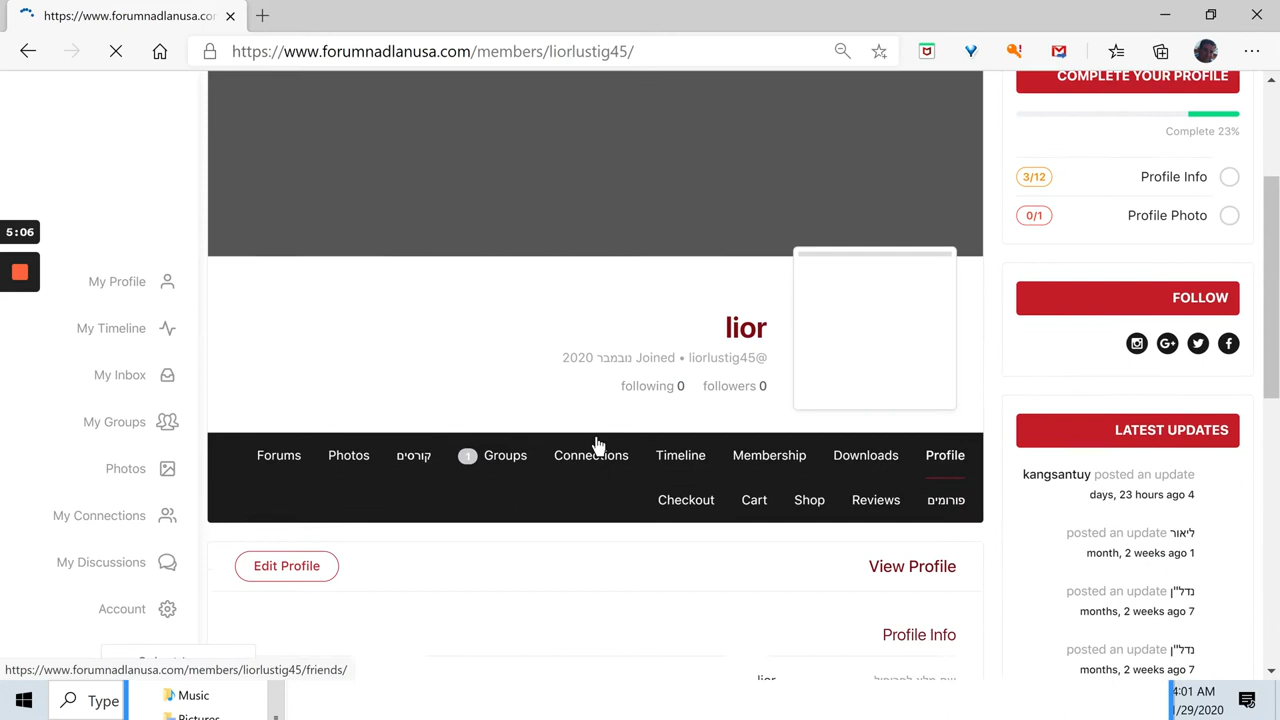 https://www.forumnadlanusa.com
https://www.forumnadlanusa.com/members/liorlustig45/
5:06
My Profile
My Timeline
My Inbox
My Groups
Photos
My Connections
My Discussions
Account
lior
@liorlustig45 • Joined נובמבר 2020
following 0 followers 0
Forums Photos קורסים 1 Groups Connections Timeline Membership Downloads Profile
Checkout Cart Shop Reviews פורומים
Edit Profile
View Profile
Profile Info
lior
COMPLETE YOUR PROFILE
Complete 23%
3/12 Profile Info
0/1 Profile Photo
FOLLOW
LATEST UPDATES
kangsantuy posted an update
days, 23 hours ago 4
ליאור posted an update
month, 2 weeks ago 1
נדל"ן posted an update
months, 2 weeks ago 7
נדל"ן posted an update
months, 2 weeks ago 7
https://www.forumnadlanusa.com/members/liorlustig45/friends/
Type
Music
Pictures
4:01 AM
1/29/2020